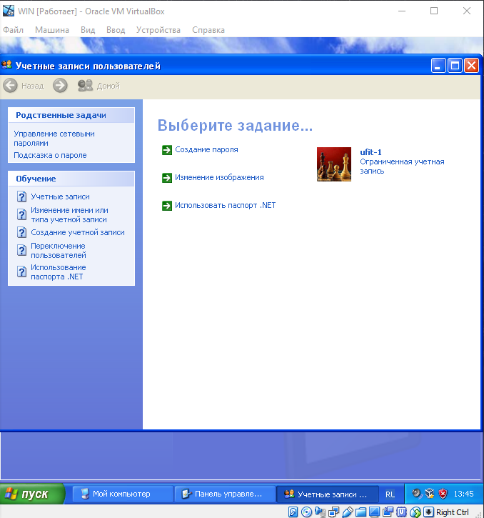 WIN [Работает] - Oracle VM VirtualBox
Файл Машина Вид Ввод Устройства Справка
Учетные записи пользователей
Назад Домой
Родственные задачи
Управление сетевыми
паролями
Подсказка о пароле
Обучение
Учетные записи
Изменение имени или
типа учетной записи
Создание учетной записи
Переключение
пользователей
Использование
паспорта .NET
Выберите задание...
Создание пароля
Изменение изображения
Использовать паспорт .NET
ufit-1
Ограниченная учетная
запись
пуск Мой компьютер Панель управле... Учетные записи ... RL 13:45
Right Ctrl